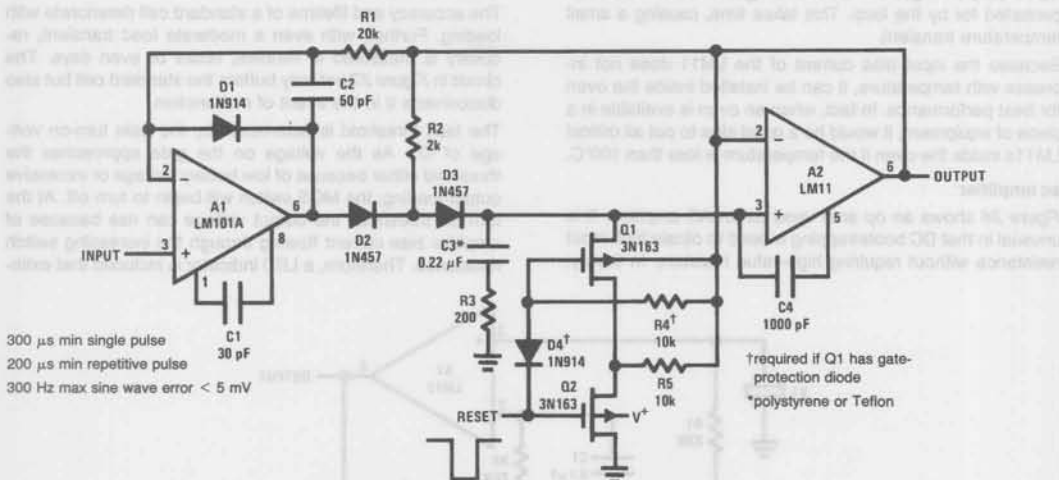 R1
20k
C2
50 pF
D1
1N914
R2
2k
D3
1N457
2
−
A1
LM101A
6
3
+
INPUT
1
8
C1
30 pF
D2
1N457
C3*
0.22 µF
R3
200
Q1
3N163
D4†
1N914
R4†
10k
R5
10k
Q2
3N163
V+
RESET
2
−
A2
LM11
6
OUTPUT
3
+
5
C4
1000 pF
300 µs min single pulse
200 µs min repetitive pulse
300 Hz max sine wave error < 5 mV
†required if Q1 has gate-
protection diode
*polystyrene or Teflon